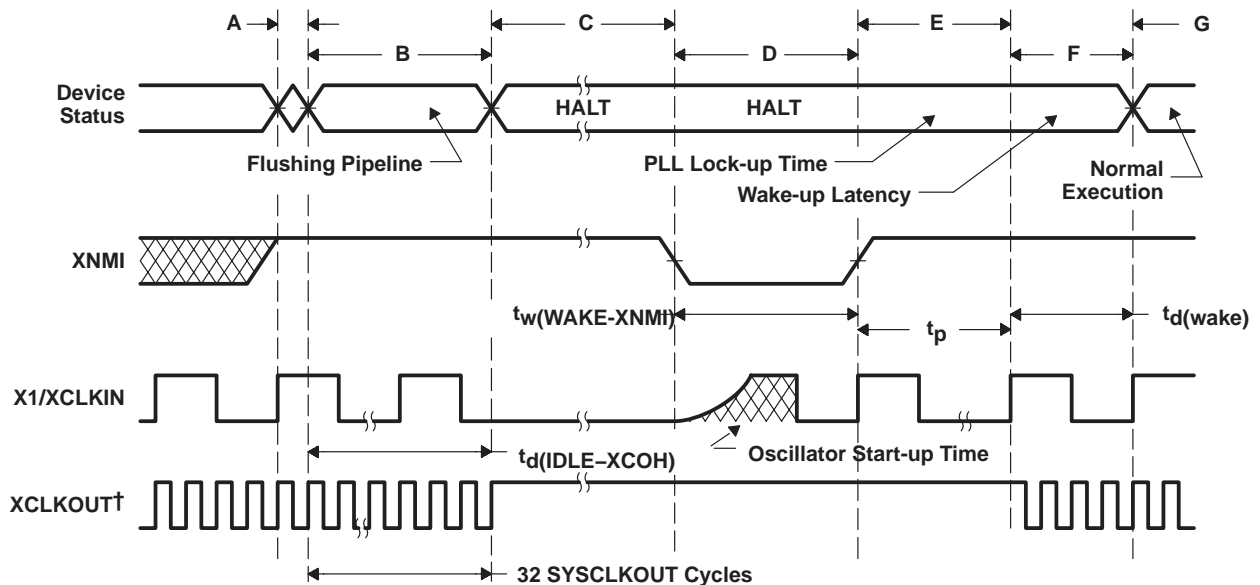 A
C
E
G
B
D
F
Device
Status
HALT
HALT
Flushing Pipeline
PLL Lock-up Time
Wake-up Latency
Normal
Execution
XNMI
tw(WAKE-XNMI)
tp
td(wake)
X1/XCLKIN
Oscillator Start-up Time
td(IDLE–XCOH)
XCLKOUT†
32 SYSCLKOUT Cycles